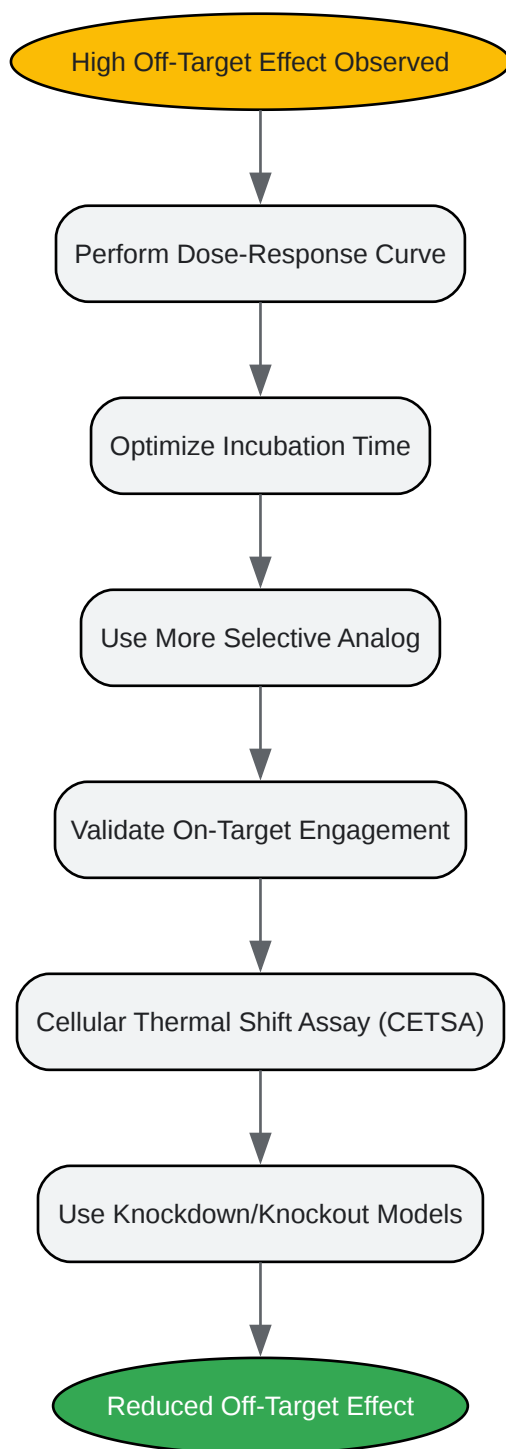 High Off-Target Effect Observed
Perform Dose-Response Curve
Optimize Incubation Time
Use More Selective Analog
Validate On-Target Engagement
Cellular Thermal Shift Assay (CETSA)
Use Knockdown/Knockout Models
Reduced Off-Target Effect